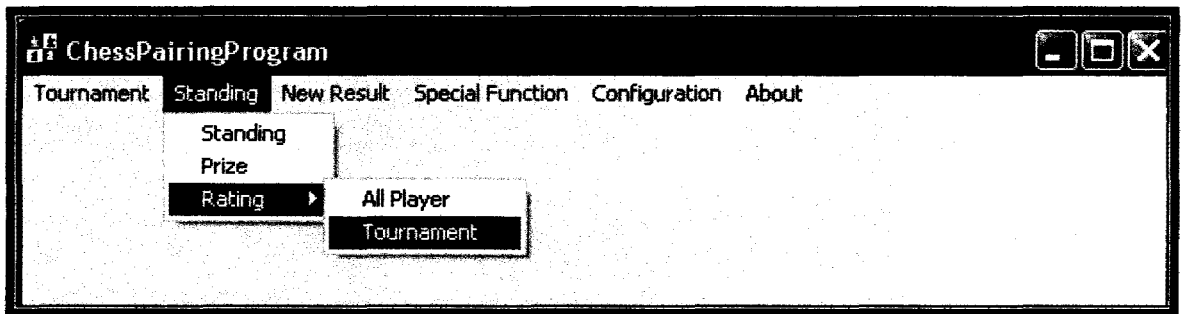 ChessPairingProgram
Tournament Standing New Result Special Function Configuration About
Standing
Prize
Rating
All Player
Tournament